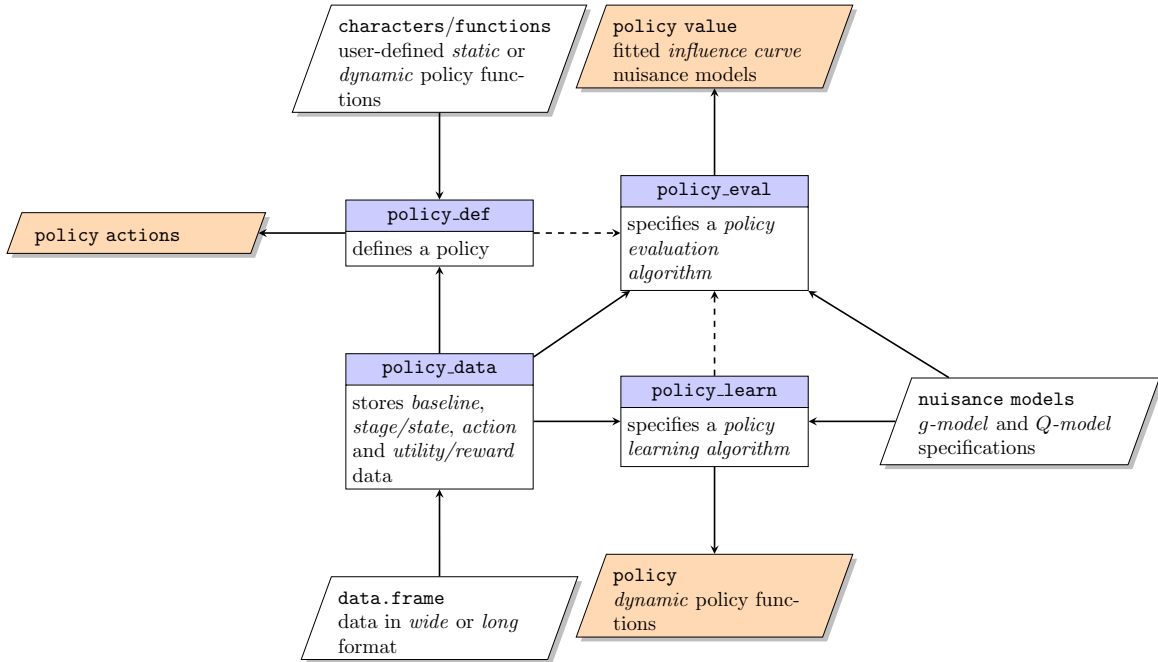 characters/functions
user-defined static or
dynamic policy func-
tions
policy value
fitted influence curve
nuisance models
policy_def
defines a policy
policy_eval
specifies a policy
evaluation
algorithm
policy actions
policy_data
stores baseline,
stage/state, action
and utility/reward
data
policy_learn
specifies a policy
learning algorithm
nuisance models
g-model and Q-model
specifications
data.frame
data in wide or long
format
policy
dynamic policy func-
tions